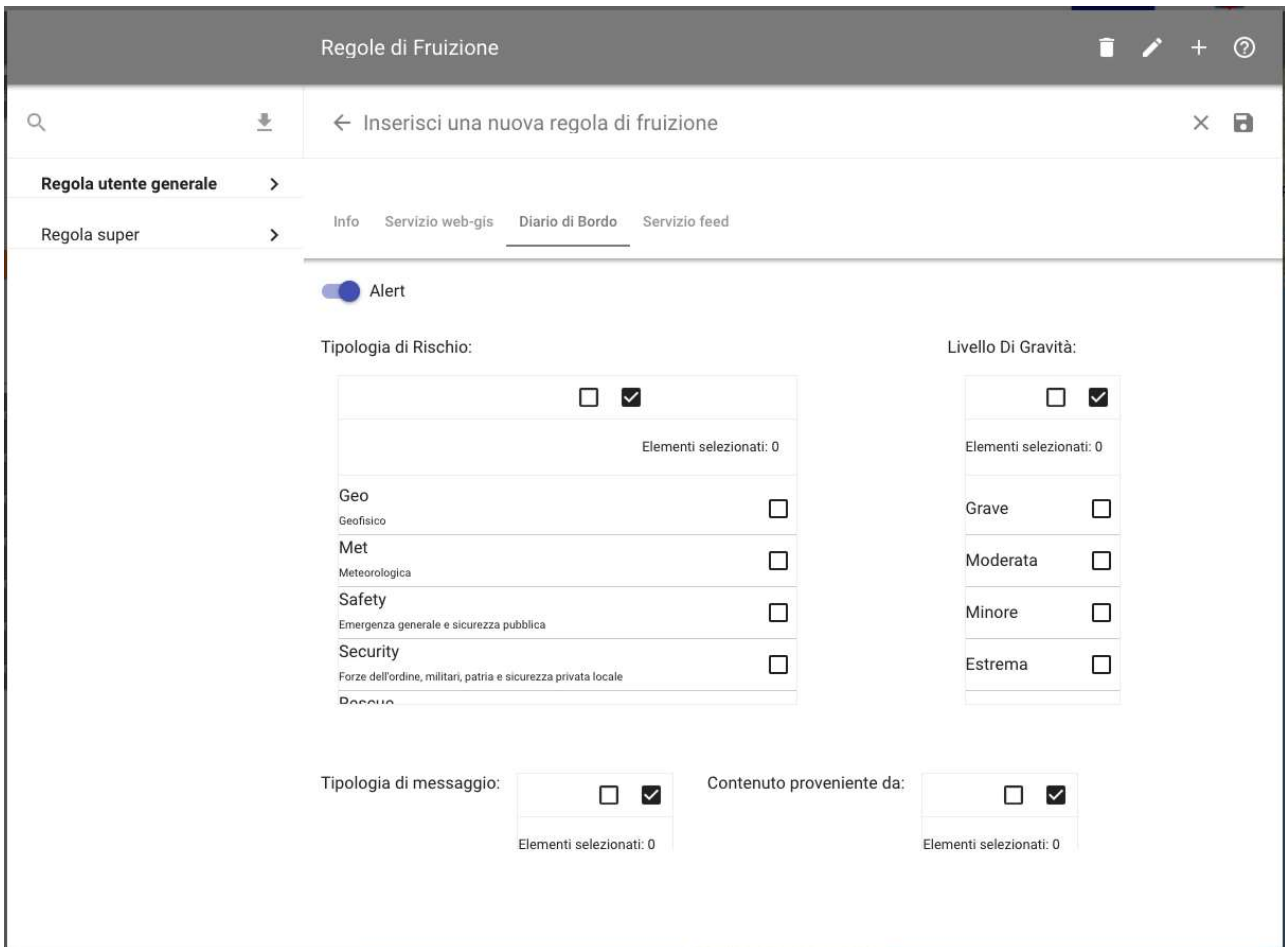 Regole di Fruizione
Inserisci una nuova regola di fruizione
Regola utente generale
Regola super
Info Servizio web-gis Diario di Bordo Servizio feed
Alert
Tipologia di Rischio:
Elementi selezionati: 0
Geo
Geofisico
Met
Meteorologica
Safety
Emergenza generale e sicurezza pubblica
Security
Forze dell'ordine, militari, patria e sicurezza privata locale
Rescue
Livello Di Gravità:
Elementi selezionati: 0
Grave
Moderata
Minore
Estrema
Tipologia di messaggio:
Elementi selezionati: 0
Contenuto proveniente da:
Elementi selezionati: 0